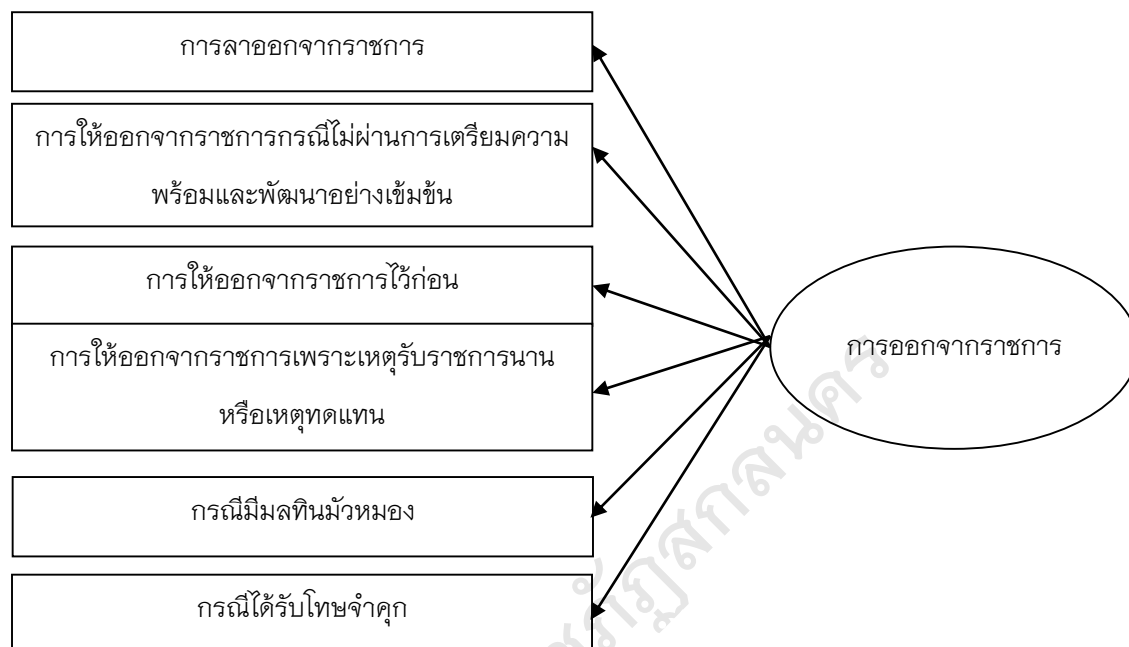 การลาออกจากราชการ
การให้ออกจากราชการกรณีไม่ผ่านการเตรียมความ
พร้อมและพัฒนาอย่างเข้มข้น
การให้ออกจากราชการไว้ก่อน
การให้ออกจากราชการเพราะเหตุรับราชการนาน
หรือเหตุทดแทน
กรณีมีมลทินมัวหมอง
กรณีได้รับโทษจำคุก
การออกจากราชการ